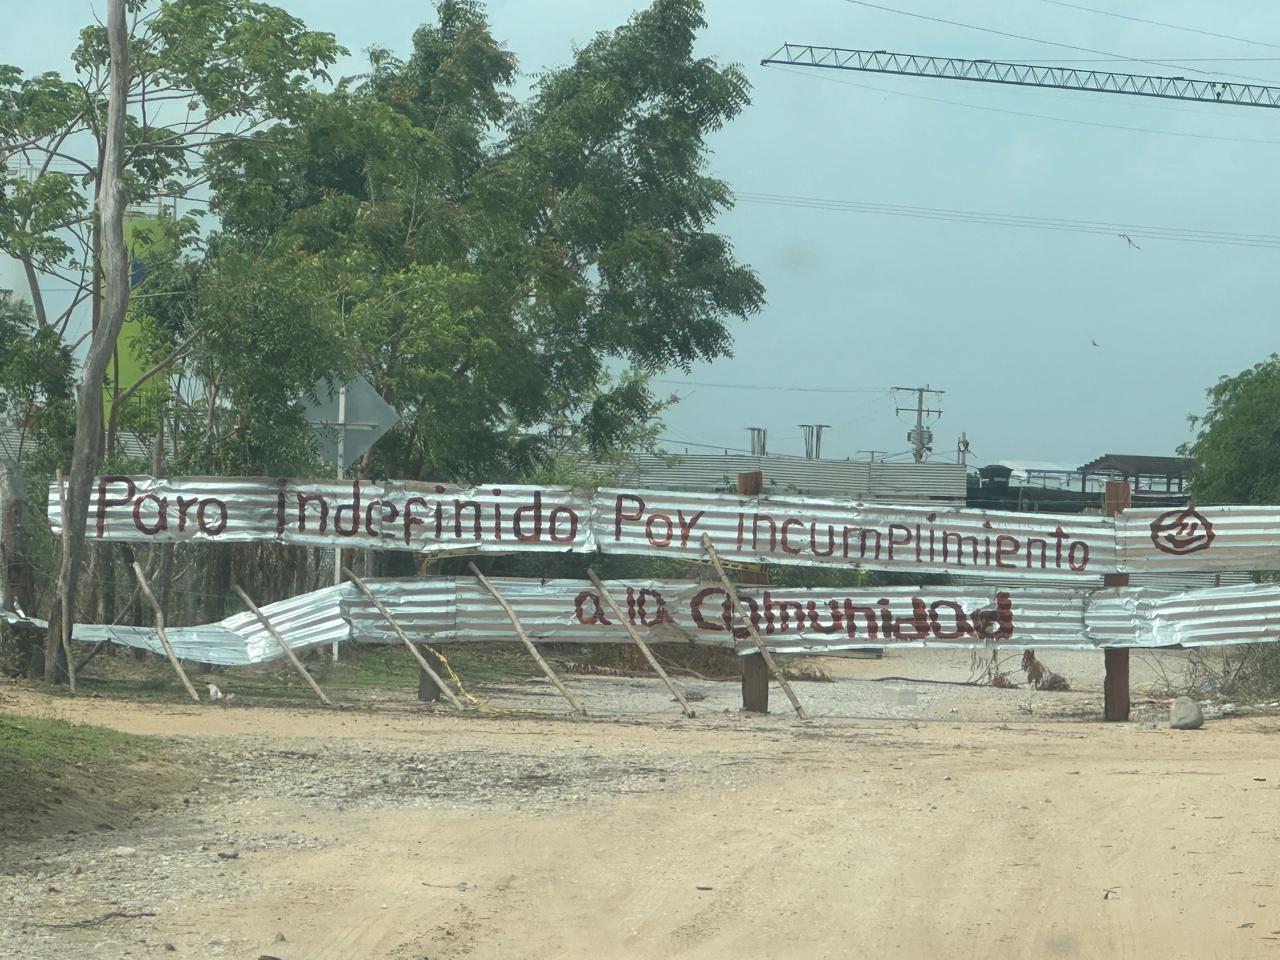 Paro indefinido Por incumplimiento
a la Comunidad